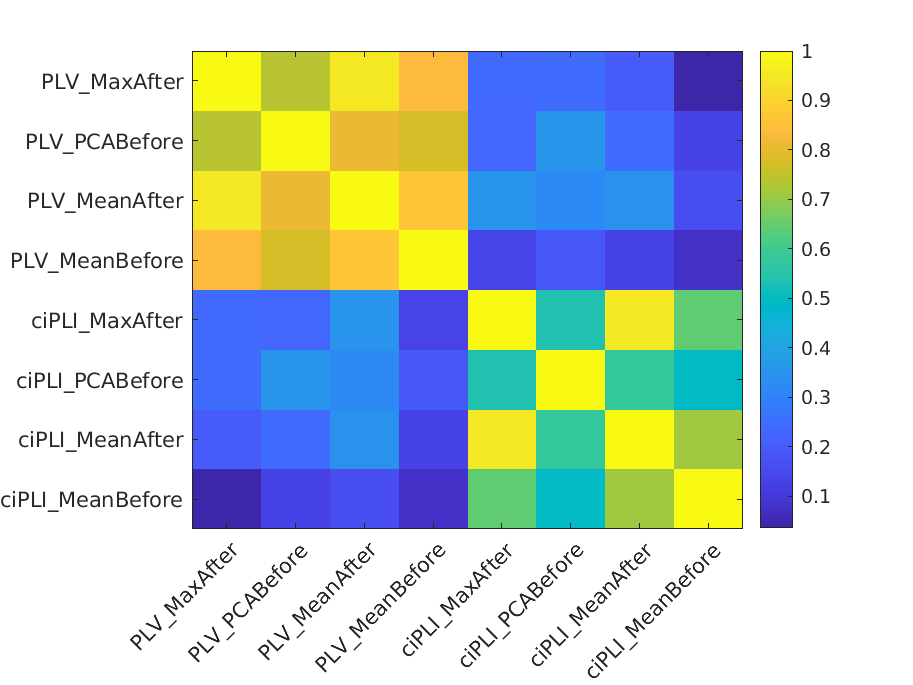 PLV_MaxAfter
PLV_PCABefore
PLV_MeanAfter
PLV_MeanBefore
ciPLI_MaxAfter
ciPLI_PCABefore
ciPLI_MeanAfter
ciPLI_MeanBefore
1
0.9
0.8
0.7
0.6
0.5
0.4
0.3
0.2
0.1
PLV_MaxAfter
PLV_PCABefore
PLV_MeanAfter
PLV_MeanBefore
ciPLI_MaxAfter
ciPLI_PCABefore
ciPLI_MeanAfter
ciPLI_MeanBefore